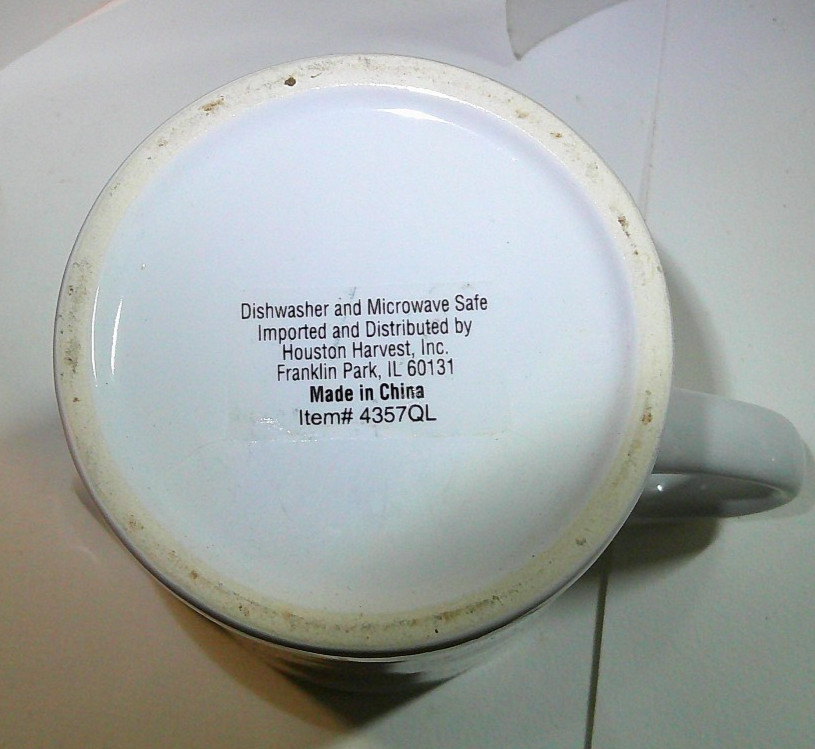 Dishwasher and Microwave Safe
Imported and Distributed by
Houston Harvest, Inc.
Franklin Park, IL 60131
Made in China
Item# 4357QL